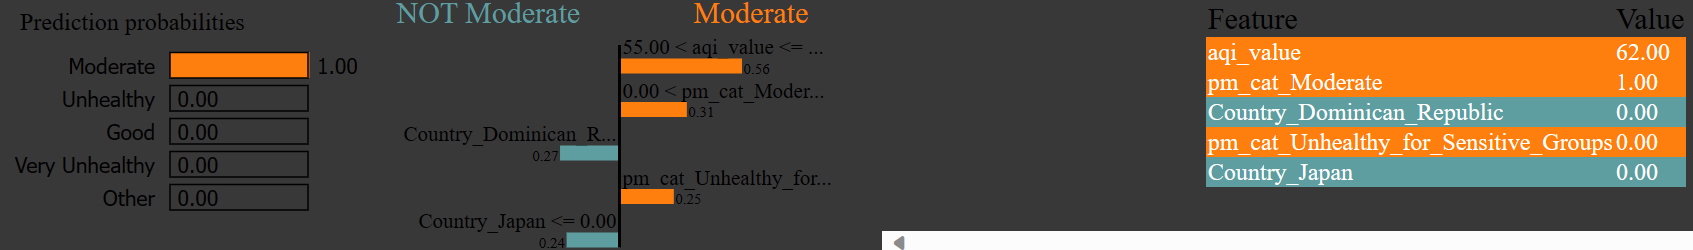 Prediction probabilities
Moderate 1.00
Unhealthy 0.00
Good 0.00
Very Unhealthy 0.00
Other 0.00
NOT Moderate Moderate
55.00 < aqi_value <= ...
0.56
0.00 < pm_cat_Moder...
0.31
Country_Dominican_R...
0.27
pm_cat_Unhealthy_for...
0.25
Country_Japan <= 0.00
0.24
Feature Value
aqi_value 62.00
pm_cat_Moderate 1.00
Country_Dominican_Republic 0.00
pm_cat_Unhealthy_for_Sensitive_Groups 0.00
Country_Japan 0.00